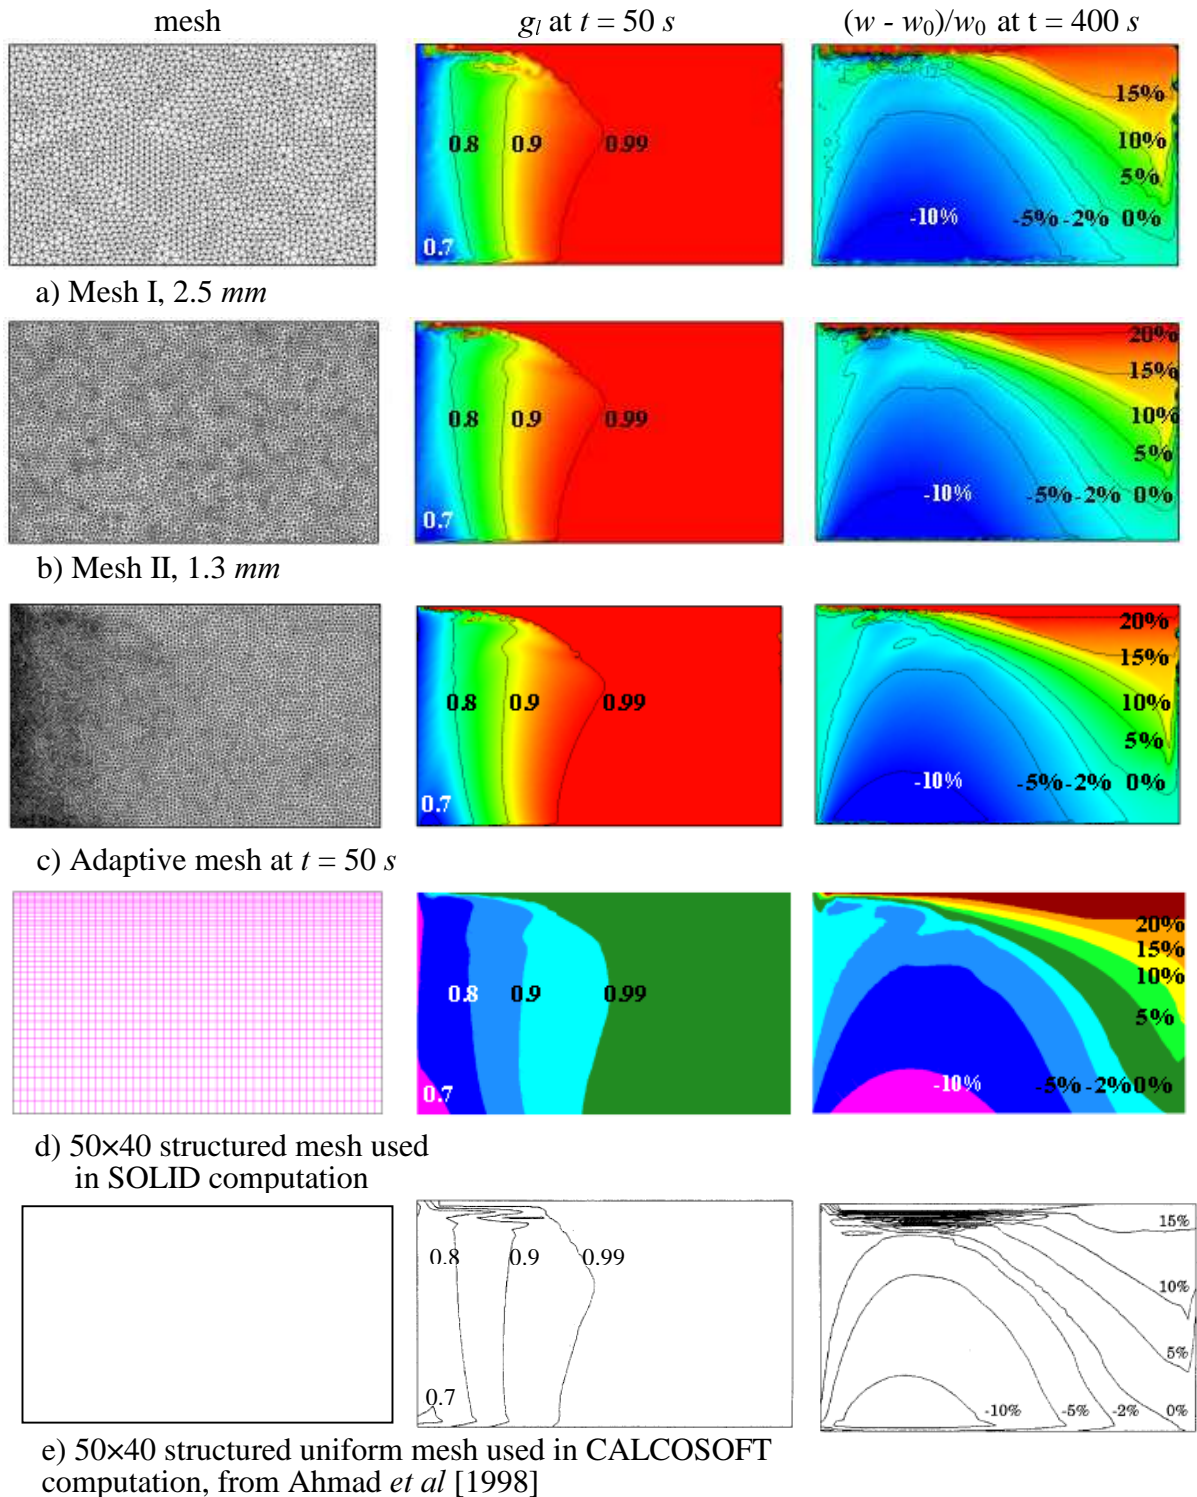 mesh
g_l at t = 50 s
(w - w_0)/w_0 at t = 400 s
0.8 0.9 0.99
0.7
15%
10%
5%
-10% -5% -2% 0%
a) Mesh I, 2.5 mm
0.8 0.9 0.99
0.7
20%
15%
10%
5%
-10% -5% -2% 0%
b) Mesh II, 1.3 mm
0.8 0.9 0.99
0.7
20%
15%
10%
5%
-10% -5% -2% 0%
c) Adaptive mesh at t = 50 s
0.8 0.9 0.99
0.7
20%
15%
10%
5%
-10% -5% -2% 0%
d) 50×40 structured mesh used
in SOLID computation
0.8 0.9 0.99
0.7
15%
10%
5%
-10% -5% -2% 0%
e) 50×40 structured uniform mesh used in CALCOSOFT
computation, from Ahmad et al [1998]